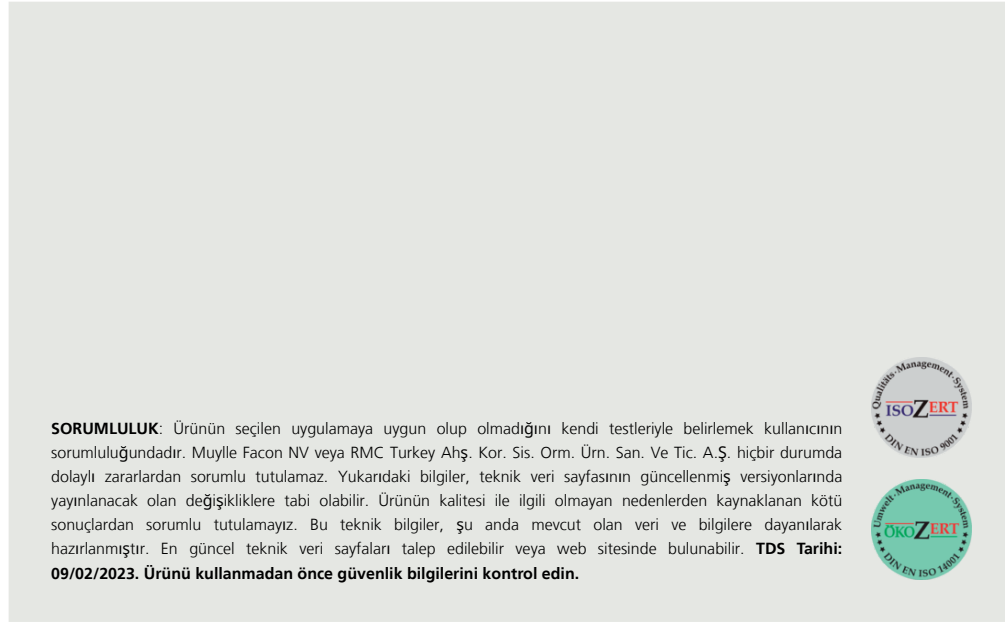 Qualitäts-Management-System
ISOZERT
DIN EN ISO 9001
SORUMLULUK: Ürünün seçilen uygulamaya uygun olup olmadığını kendi testleriyle belirlemek kullanıcının
sorumluluğundadır. Muylle Facon NV veya RMC Turkey Ahş. Kor. Sis. Orm. Ürn. San. Ve Tic. A.Ş. hiçbir durumda
dolaylı zararlardan sorumlu tutulamaz. Yukarıdaki bilgiler, teknik veri sayfasının güncellenmiş versiyonlarında
yayınlanacak olan değişikliklere tabi olabilir. Ürünün kalitesi ile ilgili olmayan nedenlerden kaynaklanan kötü
sonuçlardan sorumlu tutulamayız. Bu teknik bilgiler, şu anda mevcut olan veri ve bilgilere dayanılarak
hazırlanmıştır. En güncel teknik veri sayfaları talep edilebilir veya web sitesinde bulunabilir. TDS Tarihi:
09/02/2023. Ürünü kullanmadan önce güvenlik bilgilerini kontrol edin.
Umwelt-Management-System
ÖKOZERT
DIN EN ISO 14001